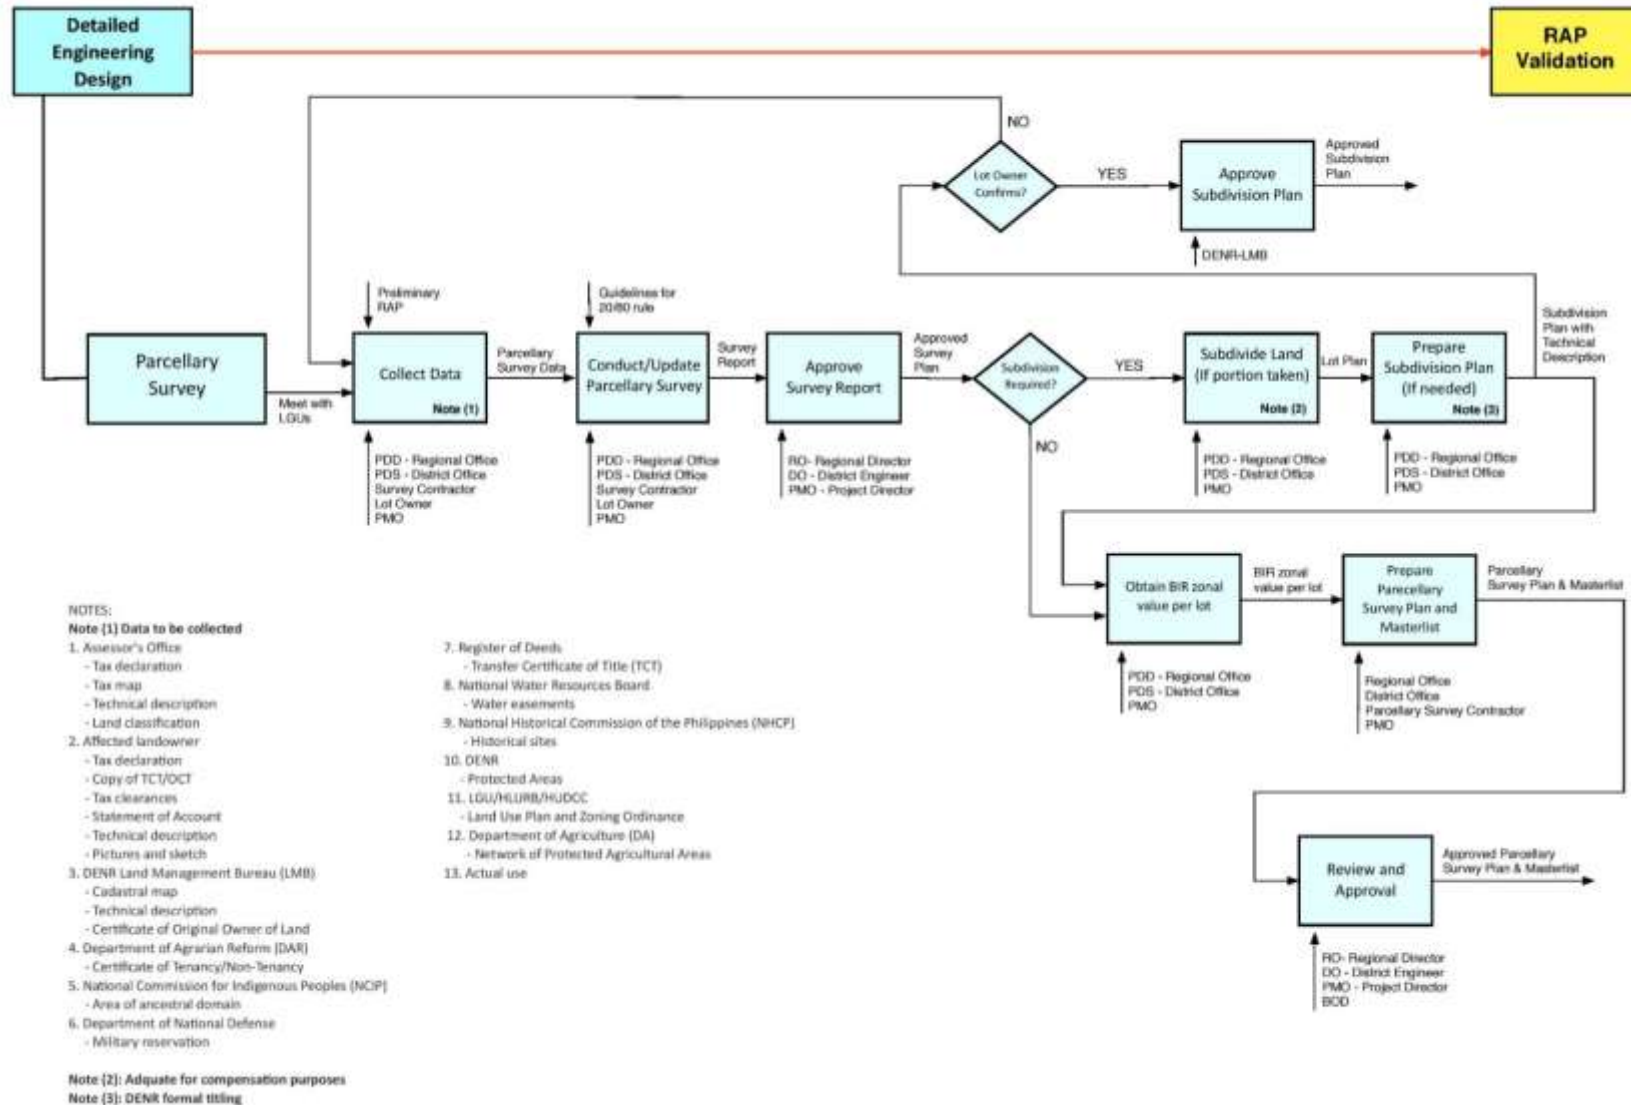 Detailed
Engineering
Design
RAP
Validation
NO
Lot Owner
Confirms?
YES
Approve
Subdivision Plan
Approved
Subdivision
Plan
DENR-LMB
Preliminary
RAP
Guidelines for
20/80 rule
Parcellary
Survey
Meet with
LGUs
Collect Data
Note (1)
Parcellary
Survey Data
Conduct/Update
Parcellary Survey
Survey
Report
Approve
Survey Report
Approved
Survey
Plan
Subdivision
Required?
YES
NO
Subdivide Land
(If portion taken)
Note (2)
Lot Plan
Prepare
Subdivision Plan
(If needed)
Note (3)
Subdivision
Plan with
Technical
Description
PDD - Regional Office
PDS - District Office
Survey Contractor
Lot Owner
PMO
PDD - Regional Office
PDS - District Office
Survey Contractor
Lot Owner
PMO
RO- Regional Director
DO - District Engineer
PMO - Project Director
PDD - Regional Office
PDS - District Office
PMO
PDD - Regional Office
PDS - District Office
PMO
Obtain BIR zonal
value per lot
BIR zonal
value per lot
Prepare
Parecellary
Survey Plan and
Masterlist
Parcellary
Survey Plan & Masterlist
PDD - Regional Office
PDS - District Office
PMO
Regional Office
District Office
Parcellary Survey Contractor
PMO
Review and
Approval
Approved Parcellary
Survey Plan & Masterlist
RO- Regional Director
DO - District Engineer
PMO - Project Director
BOD
NOTES:
Note (1) Data to be collected
1. Assessor's Office
- Tax declaration
- Tax map
- Technical description
- Land classification
2. Affected landowner
- Tax declaration
- Copy of TCT/OCT
- Tax clearances
- Statement of Account
- Technical description
- Pictures and sketch
3. DENR Land Management Bureau (LMB)
- Cadastral map
- Technical description
- Certificate of Original Owner of Land
4. Department of Agrarian Reform (DAR)
- Certificate of Tenancy/Non-Tenancy
5. National Commission for Indigenous Peoples (NCIP)
- Area of ancestral domain
6. Department of National Defense
- Military reservation
7. Register of Deeds
- Transfer Certificate of Title (TCT)
8. National Water Resources Board
- Water easements
9. National Historical Commission of the Philippines (NHCP)
- Historical sites
10. DENR
- Protected Areas
11. LGU/HLURB/HUDCC
- Land Use Plan and Zoning Ordinance
12. Department of Agriculture (DA)
- Network of Protected Agricultural Areas
13. Actual use
Note (2): Adquate for compensation purposes
Note (3): DENR formal titling